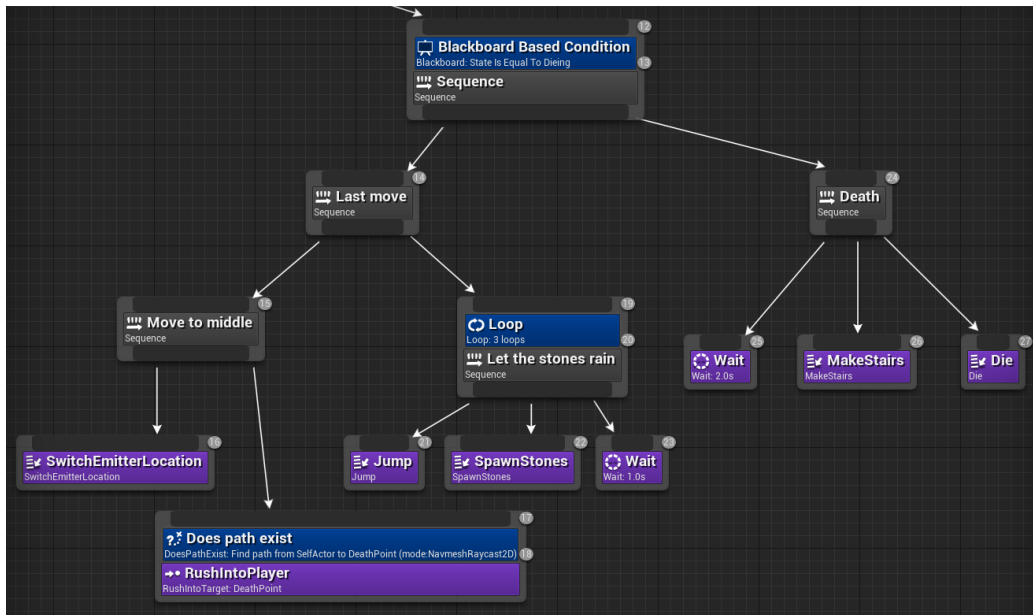 12
Blackboard Based Condition
Blackboard: State Is Equal To Dieing
13
Sequence
Sequence
14
Last move
Sequence
24
Death
Sequence
15
Move to middle
Sequence
19
Loop
Loop: 3 loops
20
Let the stones rain
Sequence
25
Wait
Wait: 2.0s
26
MakeStairs
MakeStairs
27
Die
Die
16
SwitchEmitterLocation
SwitchEmitterLocation
21
Jump
Jump
22
SpawnStones
SpawnStones
23
Wait
Wait: 1.0s
17
Does path exist
DoesPathExist: Find path from SelfActor to DeathPoint (mode:NavmeshRaycast2D)
18
RushIntoPlayer
RushIntoTarget: DeathPoint